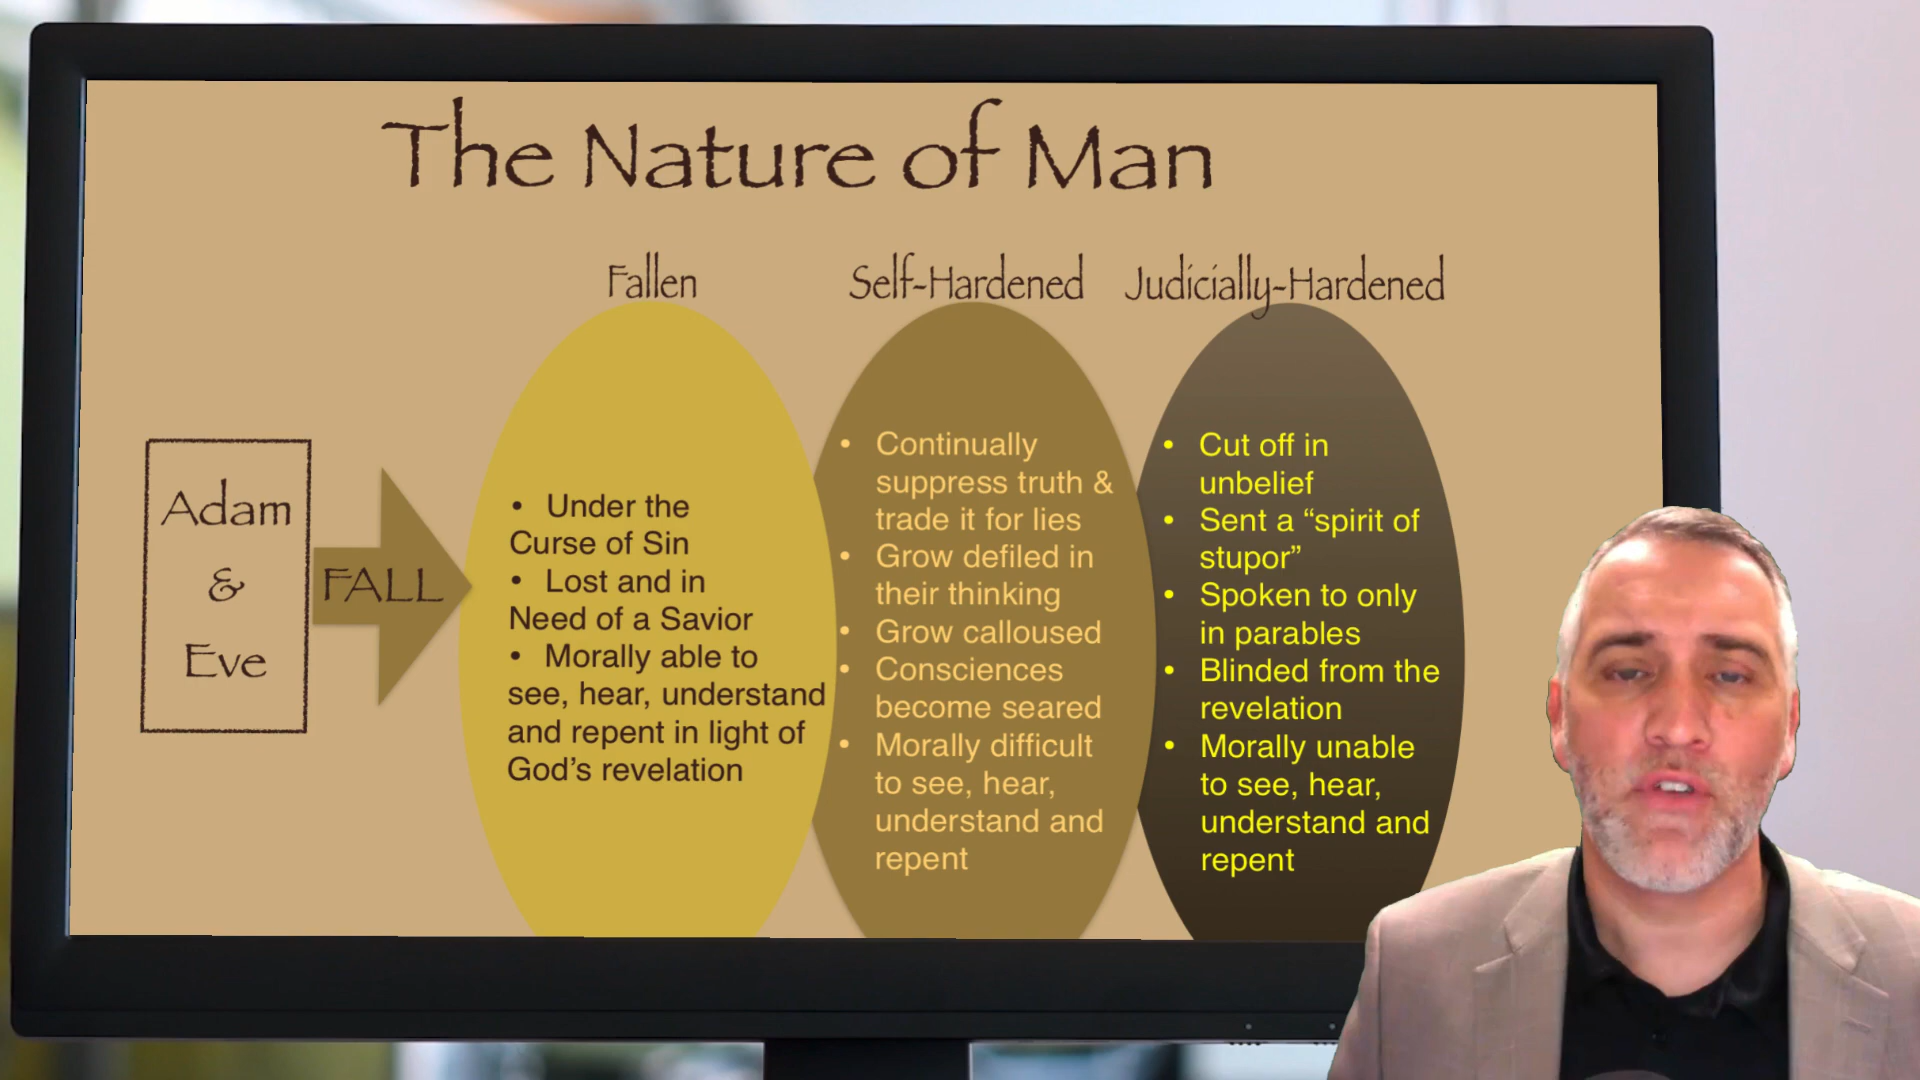 The Nature of Man
Fallen
Self-Hardened
Judicially-Hardened
Adam
&
Eve
FALL
• Under the
Curse of Sin
• Lost and in
Need of a Savior
• Morally able to
see, hear, understand
and repent in light of
God's revelation
• Continually
suppress truth &
trade it for lies
• Grow defiled in
their thinking
• Grow calloused
• Consciences
become seared
• Morally difficult
to see, hear,
understand and
repent
• Cut off in
unbelief
• Sent a “spirit of
stupor”
• Spoken to only
in parables
• Blinded from the
revelation
• Morally unable
to see, hear,
understand and
repent